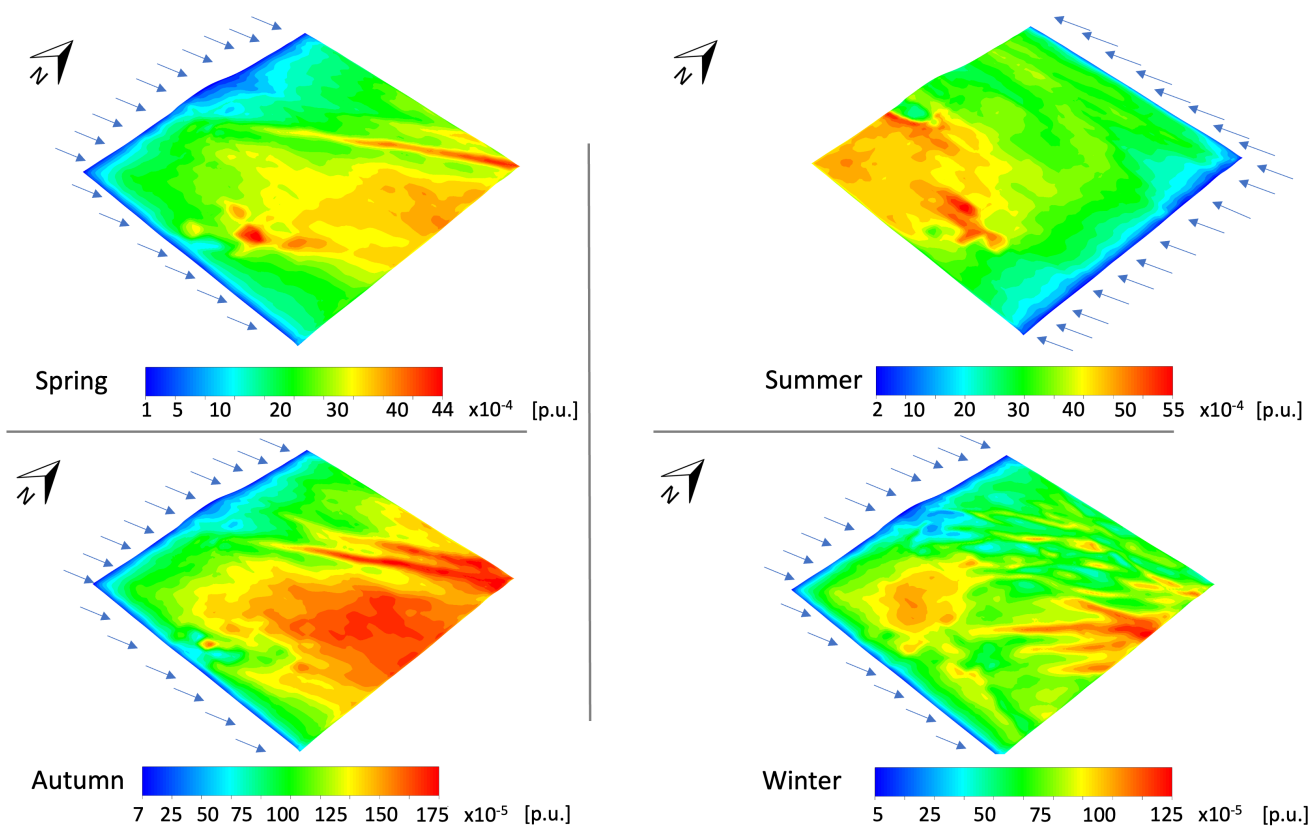 N
N
Spring
1 5 10 20 30 40 44 x10-4 [p.u.]
Summer
2 10 20 30 40 50 55 x10-4 [p.u.]
N
N
Autumn
7 25 50 75 100 125 150 175 x10-5 [p.u.]
Winter
5 25 50 75 100 125 x10-5 [p.u.]